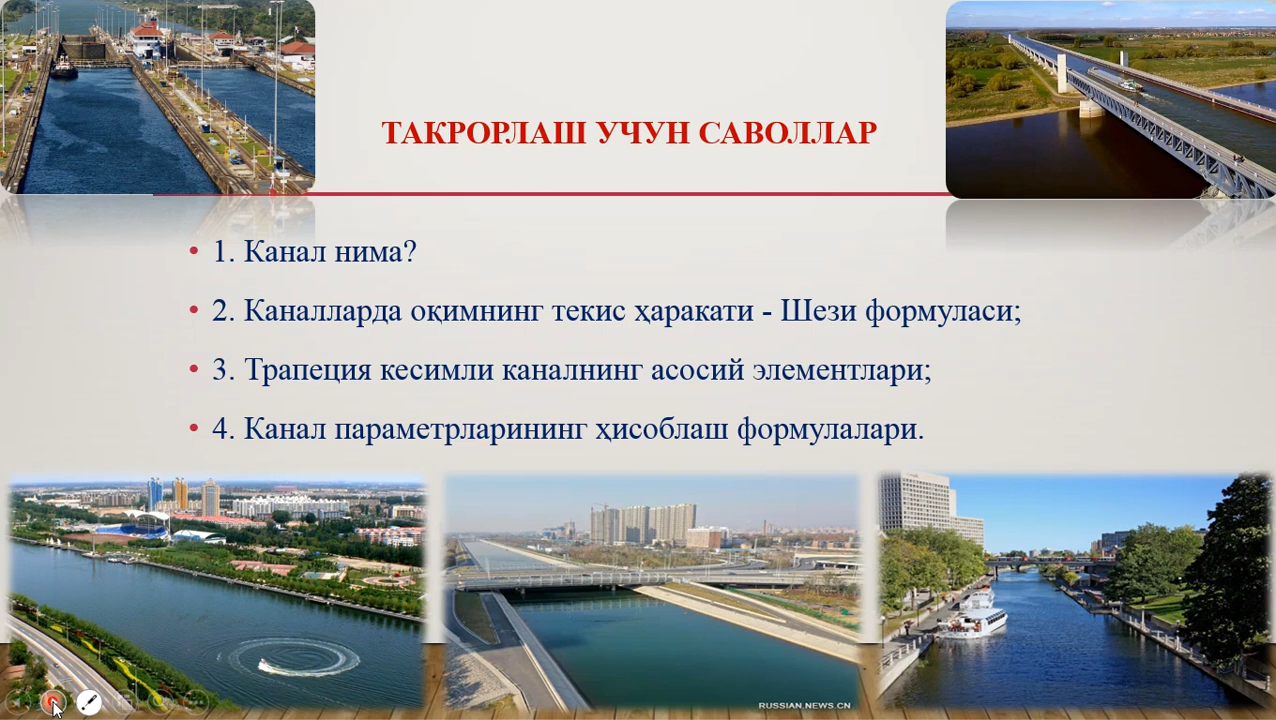 ТАКРОРЛАШ УЧУН САВОЛЛАР
• 1. Канал нима?
• 2. Каналларда оқимнинг текис ҳаракати - Шези формуласи;
• 3. Трапеция кесимли каналнинг асосий элементлари;
• 4. Канал параметрларининг ҳисоблаш формулалари.
RUSSIAN.NEWS.CN